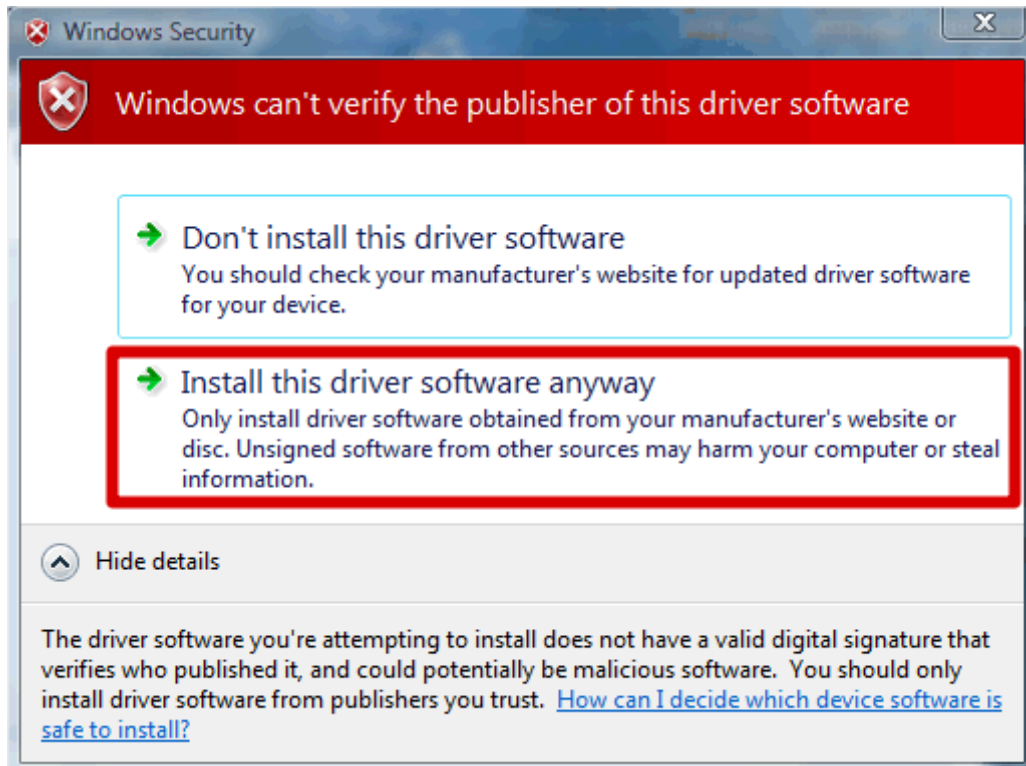 Windows Security
Windows can't verify the publisher of this driver software
Don't install this driver software
You should check your manufacturer's website for updated driver software
for your device.
Install this driver software anyway
Only install driver software obtained from your manufacturer's website or
disc. Unsigned software from other sources may harm your computer or steal
information.
Hide details
The driver software you're attempting to install does not have a valid digital signature that
verifies who published it, and could potentially be malicious software.  You should only
install driver software from publishers you trust.  How can I decide which device software is
safe to install?